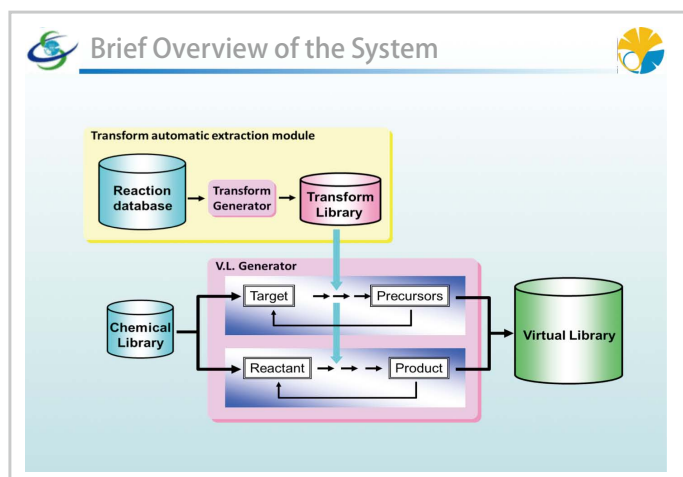 Brief Overview of the System
Transform automatic extraction module
Reaction
database
Transform
Generator
Transform
Library
V.L. Generator
Target
Precursors
Chemical
Library
Virtual Library
Reactant
Product